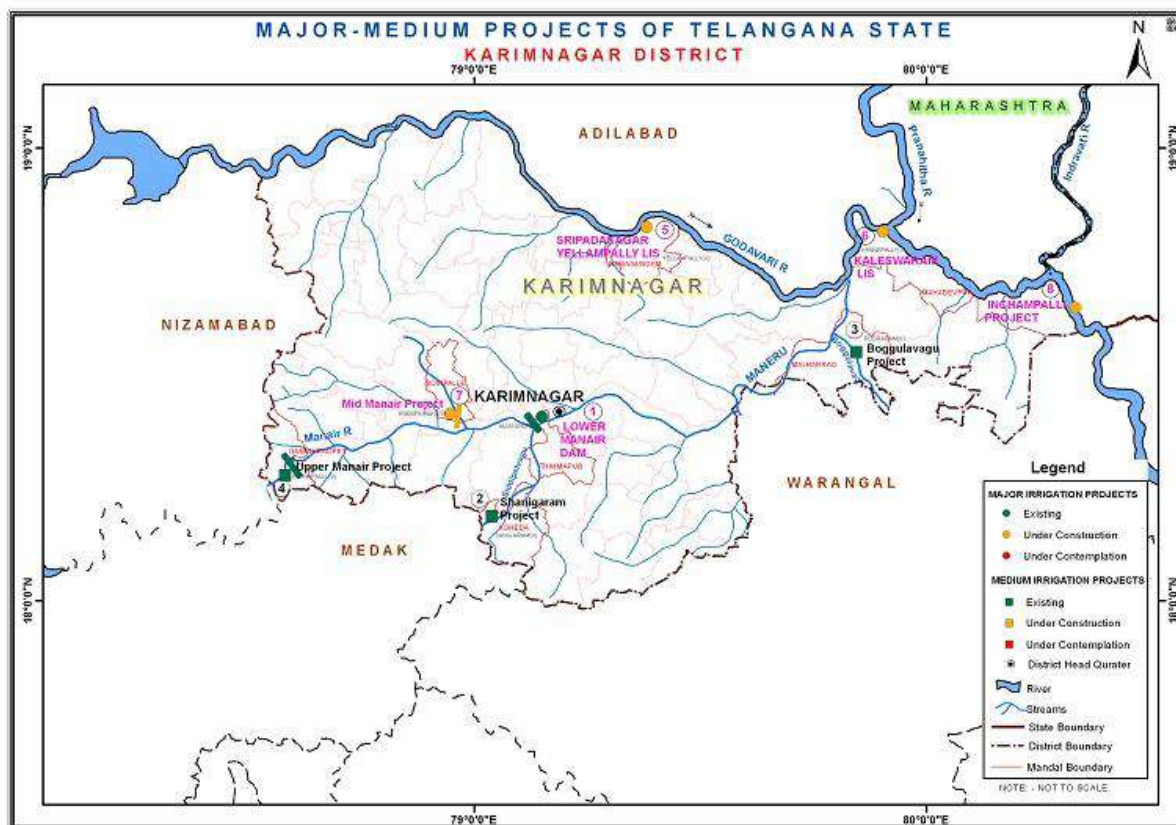 MAJOR-MEDIUM PROJECTS OF TELANGANA STATE
KARIMNAGAR DISTRICT
N
79°0'0"E
80°0'0"E
MAHARASHTRA
ADILABAD
19°0'0"N
19°0'0"N
Pranahitha R
Indravati R
5
SRIPADASAGAR
YELLAMPALLY LIS
GODAVARI R
6
KALESWARAM
LIS
MAHADEVPUR
8
INCHAMPALLI
PROJECT
KARIMNAGAR
NIZAMABAD
3
Boggulavagu
Project
MANERU
MALHARRAO
7
KARIMNAGAR
Mid Manair Project
1
LOWER
MANAIR
DAM
Manair R
Upper Manair Project
4
THIMMAPUR
2
Shanigaram
Project
KOHEDA
WARANGAL
MEDAK
18°0'0"N
18°0'0"N
Legend
MAJOR IRRIGATION PROJECTS
Existing
Under Construction
Under Contemplation
MEDIUM IRRIGATION PROJECTS
Existing
Under Construction
Under Contemplation
District Head Qurater
River
Streams
State Boundary
District Boundary
Mandal Boundary
NOTE: - NOT TO SCALE
79°0'0"E
80°0'0"E